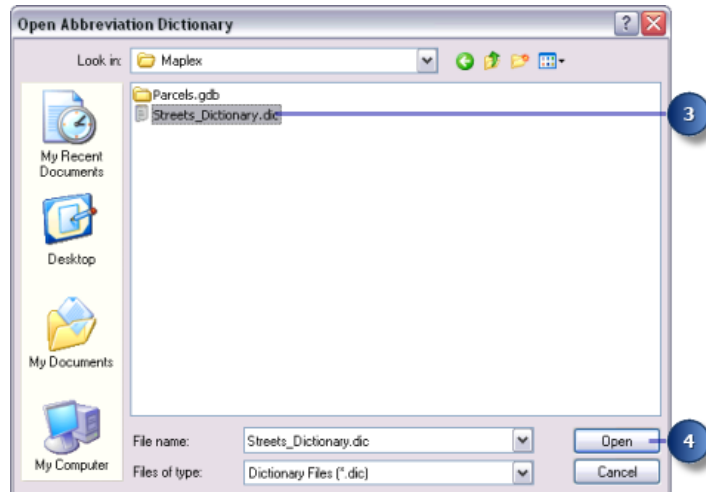 Open Abbreviation Dictionary
?
Look in: Maplex
Parcels.gdb
Streets_Dictionary.dic
3
My Recent
Documents
Desktop
My Documents
My Computer
File name: Streets_Dictionary.dic Open
4
Files of type: Dictionary Files (*.dic) Cancel